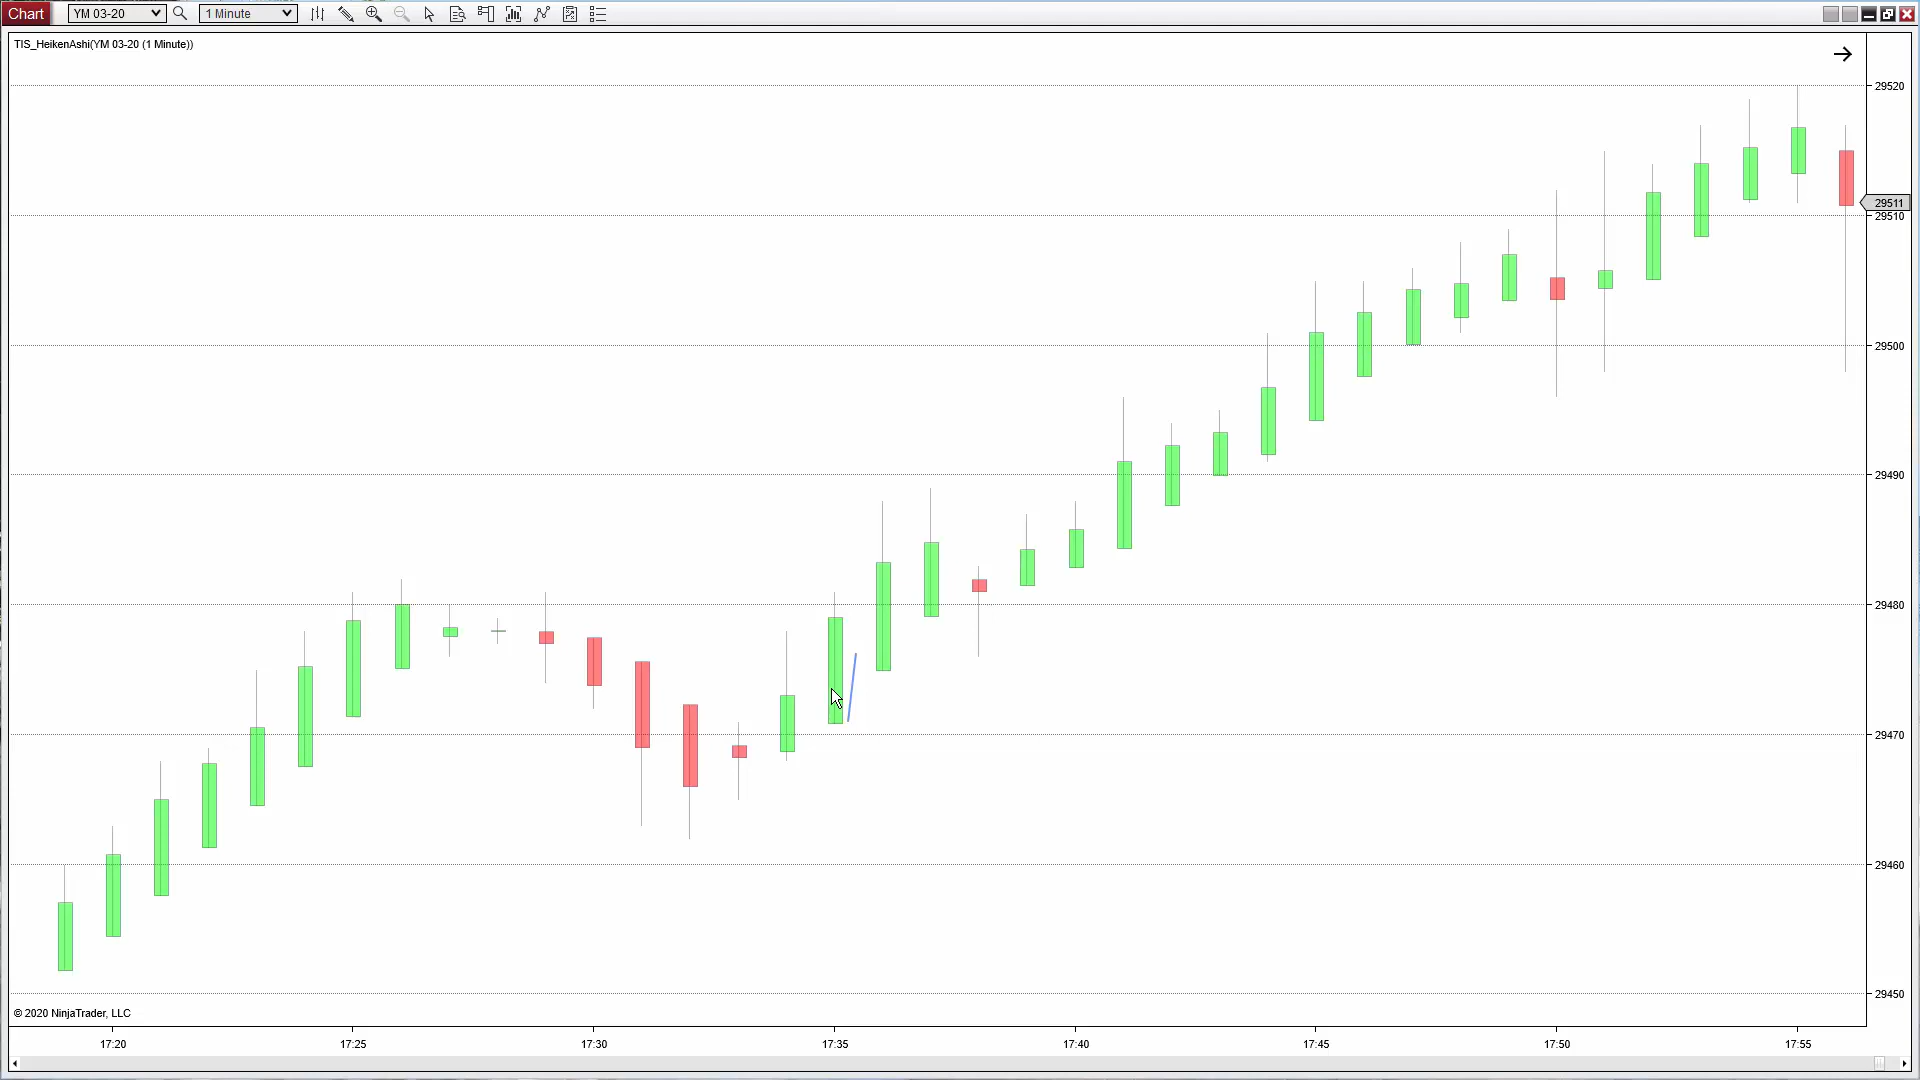 Chart YM 03-20 1 Minute
TIS_HeikenAshi(YM 03-20 (1 Minute))
29520
29511
29510
29500
29490
29480
29470
29460
29450
© 2020 NinjaTrader, LLC
17:20 17:25 17:30 17:35 17:40 17:45 17:50 17:55